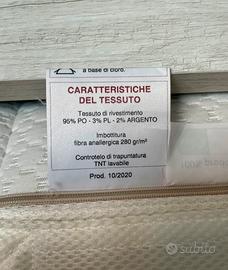 a base di cloro.
CARATTERISTICHE
DEL TESSUTO
Tessuto di rivestimento
95% PO - 3% PL - 2% ARGENTO
Imbottitura
fibra anallergica 280 gr/m²
Controtelo di trapuntatura
TNT lavabile
Prod. 10/2020
subito